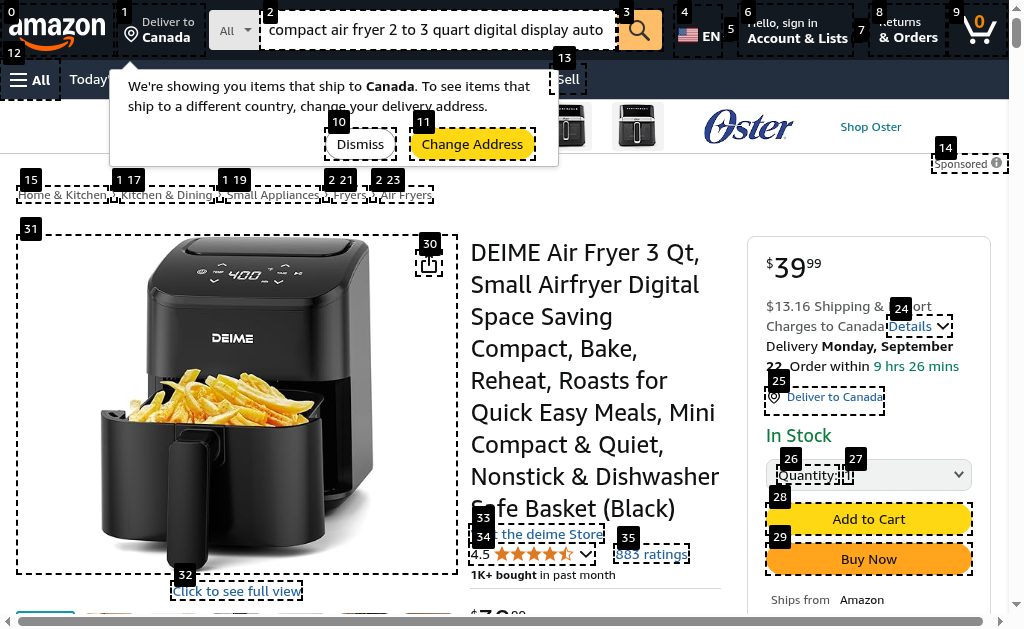 0
1
2
3
4
5
6
7
8
9
amazon
Deliver to
Canada
All
compact air fryer 2 to 3 quart digital display auto
EN
Hello, sign in
Account & Lists
Returns
& Orders
0
12
All
Today'
13
Sell
We're showing you items that ship to Canada. To see items that
ship to a different country, change your delivery address.
10
Dismiss
11
Change Address
Oster
Shop Oster
14
Sponsored
15
1 17
1 19
2 21
2 23
Home & Kitchen › Kitchen & Dining › Small Appliances › Fryers › Air Fryers
31
30
400
DEIME
32
Click to see full view
DEIME Air Fryer 3 Qt,
Small Airfryer Digital
Space Saving
Compact, Bake,
Reheat, Roasts for
Quick Easy Meals, Mini
Compact & Quiet,
Nonstick & Dishwasher
Safe Basket (Black)
33
t the deime Store
34
4.5
35
883 ratings
1K+ bought in past month
$39.99
$39.99
$13.16 Shipping & Import
24
Charges to Canada Details
Delivery Monday, September
22. Order within 9 hrs 26 mins
25
Deliver to Canada
In Stock
26
27
Quantity: 1
28
Add to Cart
29
Buy Now
Ships from Amazon